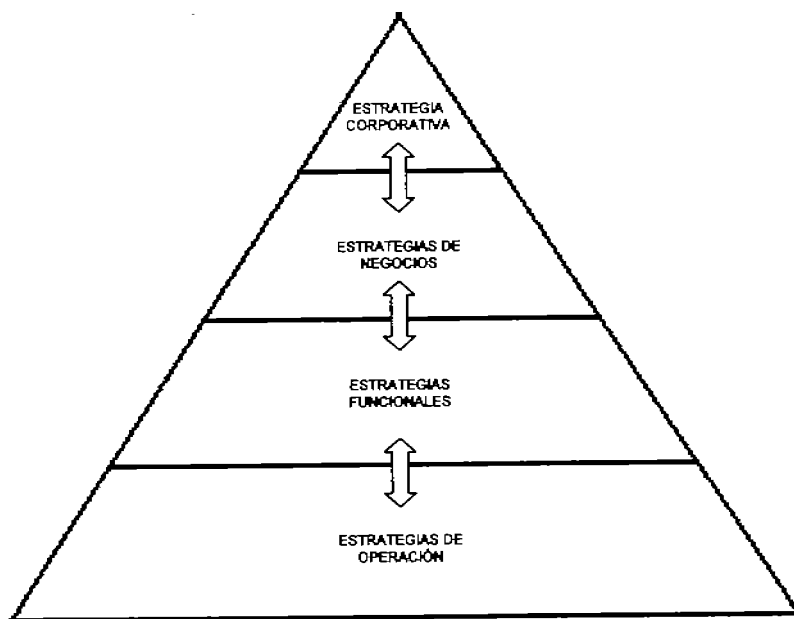 ESTRATEGIA
CORPORATIVA
ESTRATEGIAS DE
NEGOCIOS
ESTRATEGIAS
FUNCIONALES
ESTRATEGIAS DE
OPERACIÓN